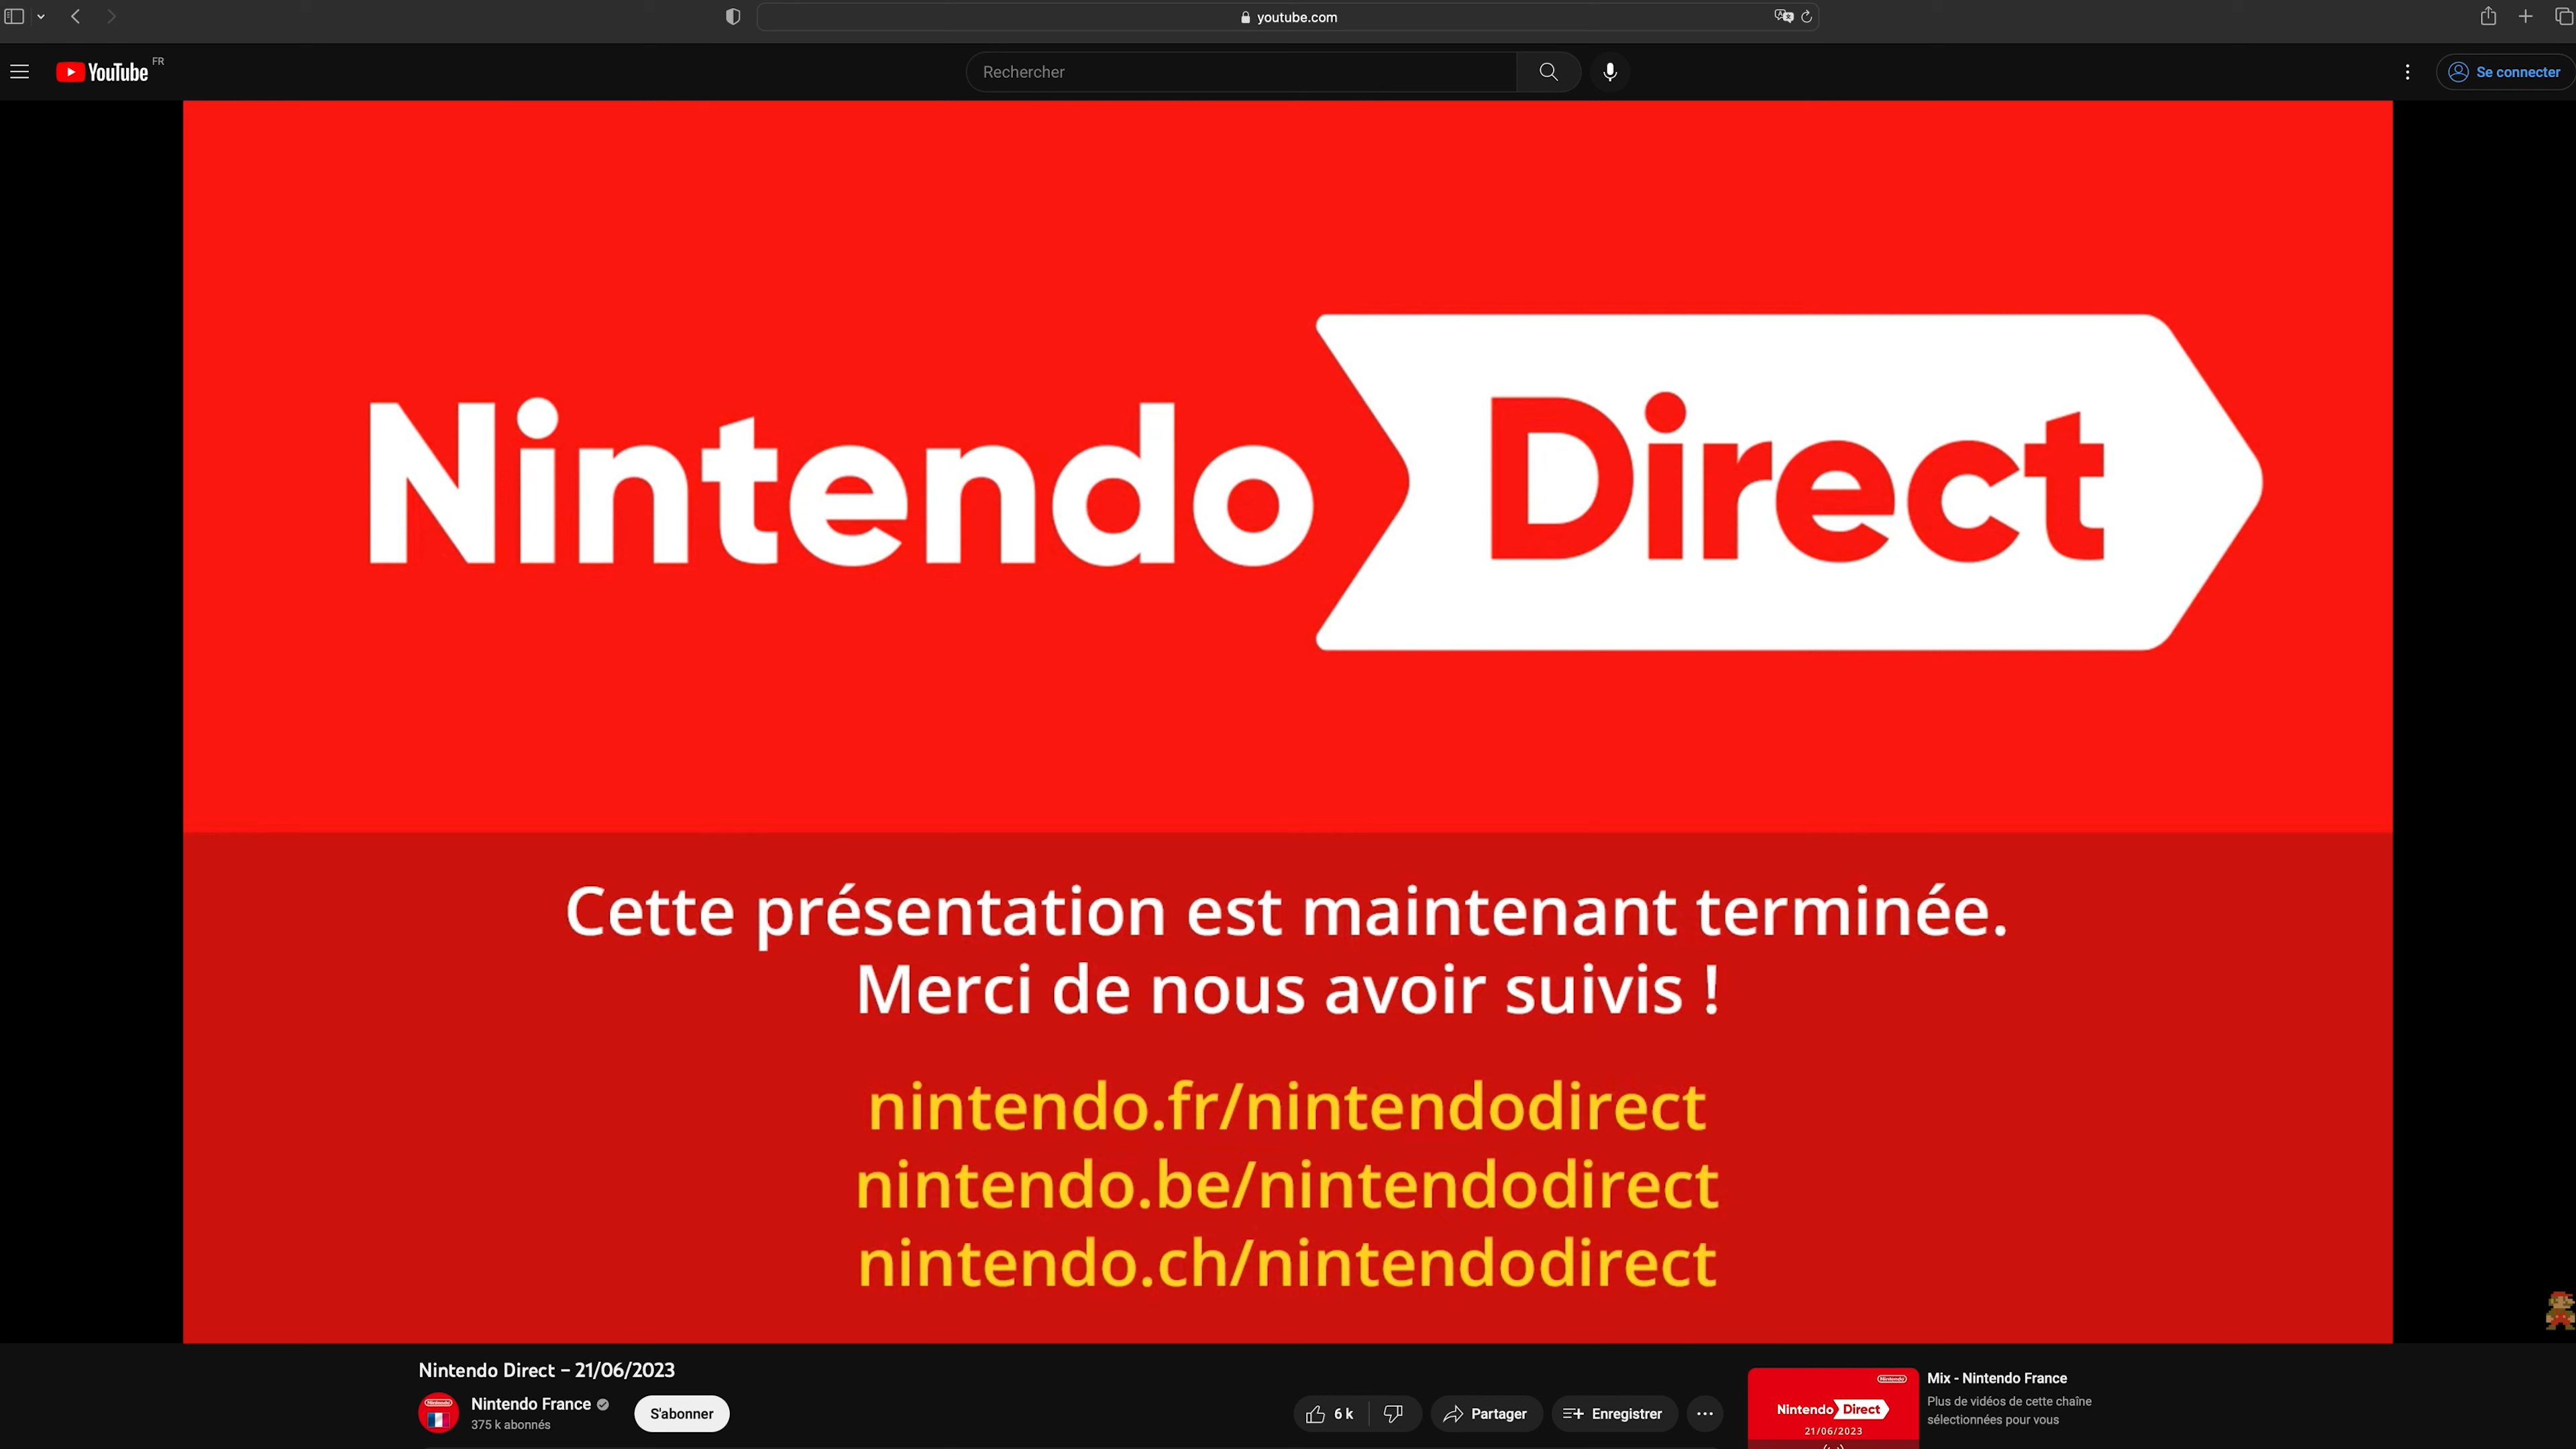 youtube.com
YouTube FR
Rechercher
Se connecter
Nintendo Direct
Cette présentation est maintenant terminée.
Merci de nous avoir suivis !
nintendo.fr/nintendodirect
nintendo.be/nintendodirect
nintendo.ch/nintendodirect
Nintendo Direct – 21/06/2023
Nintendo France
375 k abonnés
S'abonner
6 k
Partager
Enregistrer
Nintendo
Nintendo Direct
21/06/2023
Mix - Nintendo France
Plus de vidéos de cette chaîne
sélectionnées pour vous